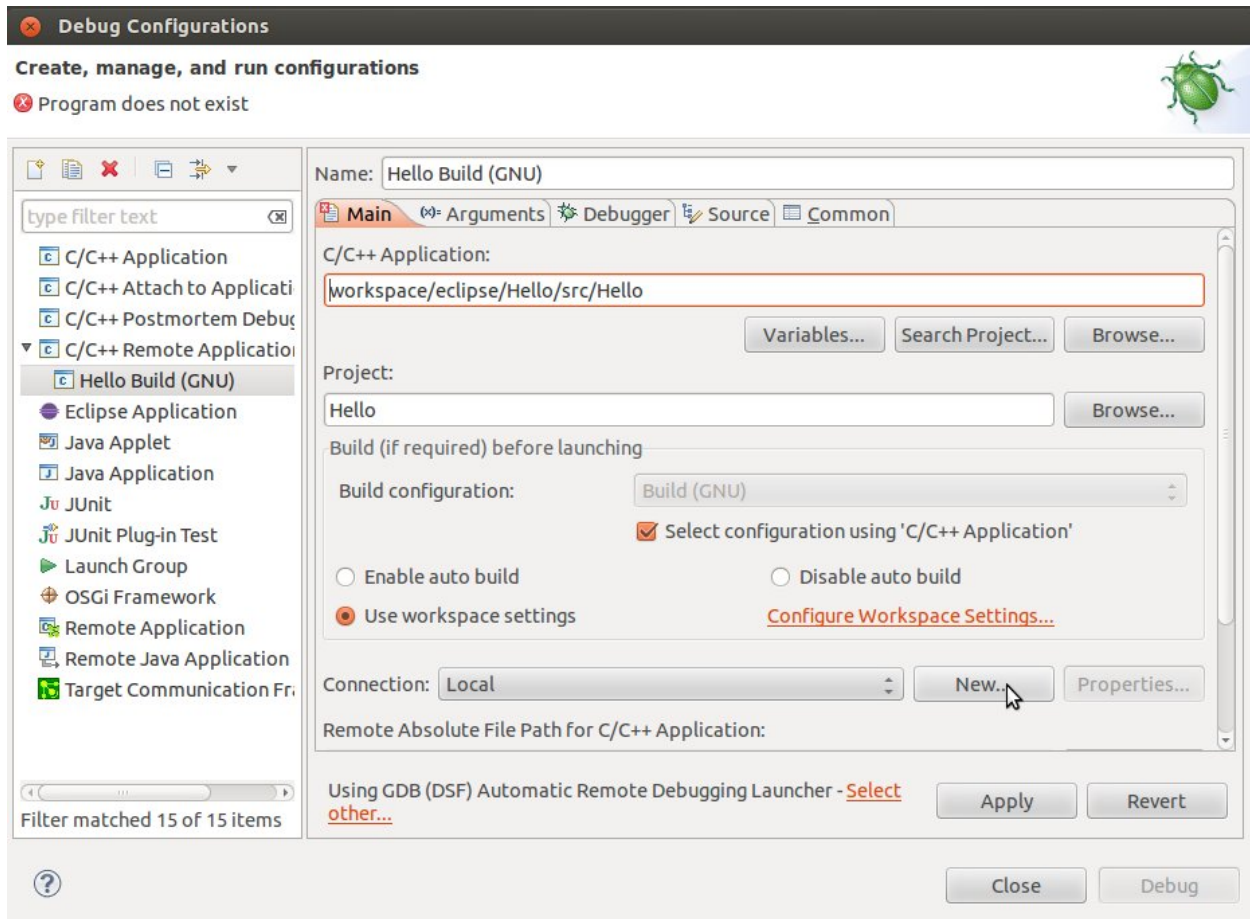 Debug Configurations
Create, manage, and run configurations
Program does not exist
type filter text
C/C++ Application
C/C++ Attach to Applicati
C/C++ Postmortem Debug
C/C++ Remote Application
Hello Build (GNU)
Eclipse Application
Java Applet
Java Application
JUnit
JUnit Plug-in Test
Launch Group
OSGi Framework
Remote Application
Remote Java Application
Target Communication Fra
Filter matched 15 of 15 items
Name: Hello Build (GNU)
Main (x)= Arguments Debugger Source Common
C/C++ Application:
workspace/eclipse/Hello/src/Hello
Variables... Search Project... Browse...
Project:
Hello Browse...
Build (if required) before launching
Build configuration: Build (GNU)
Select configuration using 'C/C++ Application'
Enable auto build Disable auto build
Use workspace settings Configure Workspace Settings...
Connection: Local New... Properties...
Remote Absolute File Path for C/C++ Application:
Using GDB (DSF) Automatic Remote Debugging Launcher - Select
other...
Apply Revert
Close Debug